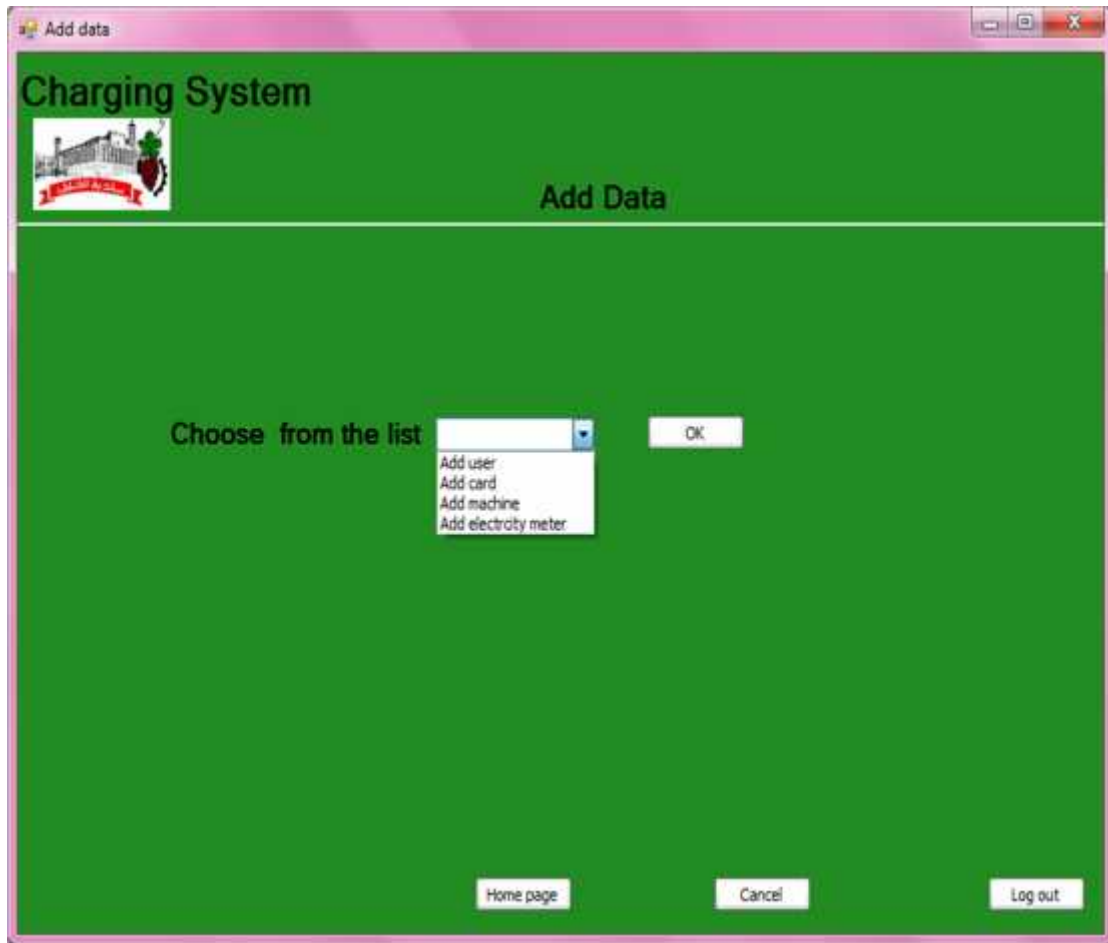 Add data
Charging System
Add Data
Choose from the list
OK
Add user
Add card
Add machine
Add electrcity meter
Home page
Cancel
Log out